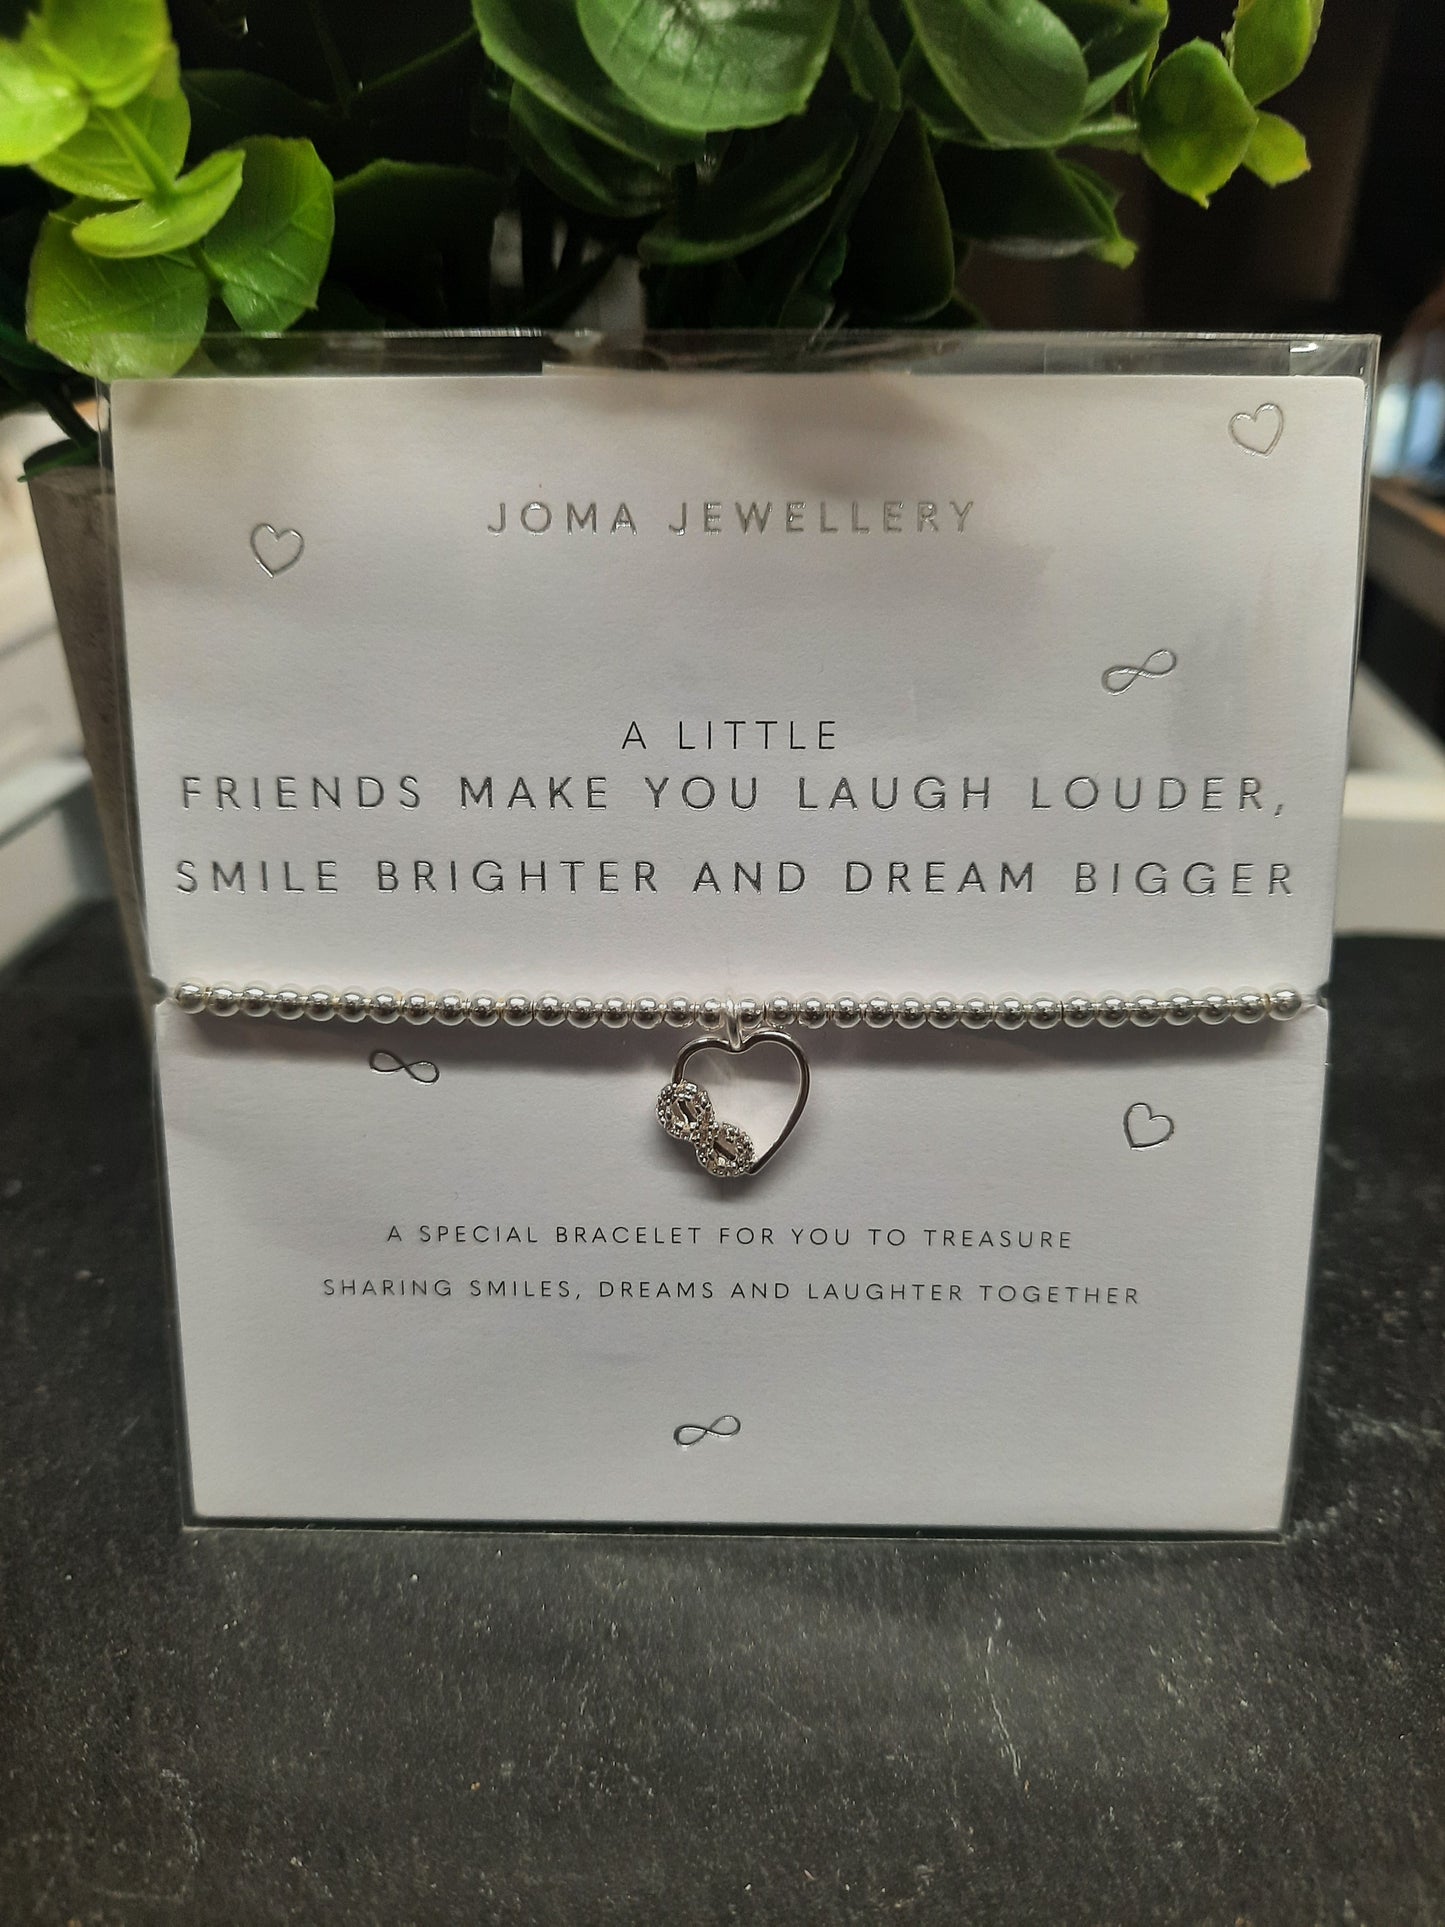 JOMA JEWELLERY
A LITTLE
FRIENDS MAKE YOU LAUGH LOUDER,
SMILE BRIGHTER AND DREAM BIGGER
A SPECIAL BRACELET FOR YOU TO TREASURE
SHARING SMILES, DREAMS AND LAUGHTER TOGETHER